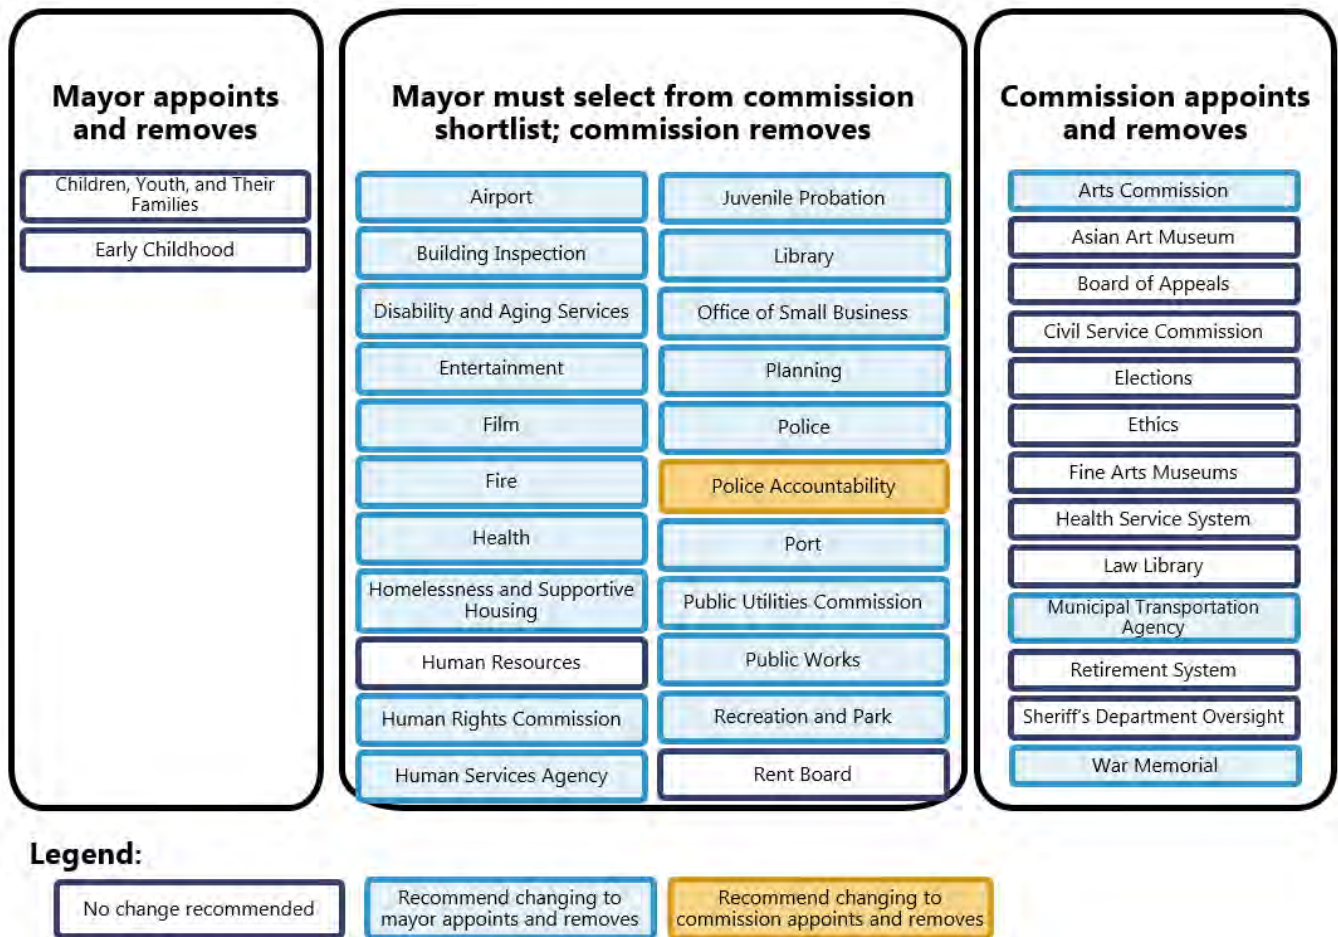 Mayor appoints
and removes
Children, Youth, and Their
Families
Early Childhood
Mayor must select from commission
shortlist; commission removes
Airport
Building Inspection
Disability and Aging Services
Entertainment
Film
Fire
Health
Homelessness and Supportive
Housing
Human Resources
Human Rights Commission
Human Services Agency
Juvenile Probation
Library
Office of Small Business
Planning
Police
Police Accountability
Port
Public Utilities Commission
Public Works
Recreation and Park
Rent Board
Commission appoints
and removes
Arts Commission
Asian Art Museum
Board of Appeals
Civil Service Commission
Elections
Ethics
Fine Arts Museums
Health Service System
Law Library
Municipal Transportation
Agency
Retirement System
Sheriff's Department Oversight
War Memorial
Legend:
No change recommended
Recommend changing to
mayor appoints and removes
Recommend changing to
commission appoints and removes